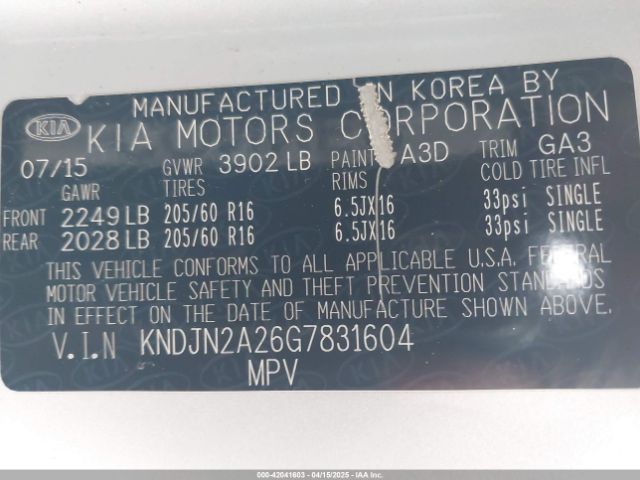 MANUFACTURED IN KOREA BY
KIA KIA MOTORS CORPORATION
07/15 GVWR 3902 LB PAINT A3D TRIM GA3
GAWR TIRES RIMS COLD TIRE INFL
FRONT 2249 LB 205/60 R16 6.5JX16 33psi SINGLE
REAR 2028 LB 205/60 R16 6.5JX16 33psi SINGLE
THIS VEHICLE CONFORMS TO ALL APPLICABLE U.S.A. FEDERAL
MOTOR VEHICLE SAFETY AND THEFT PREVENTION STANDARDS
IN EFFECT ON THE DATE OF MANUFACTURE SHOWN ABOVE.
V.I.N KNDJN2A26G7831604
MPV
000-42041603 - 04/15/2025 - IAAI.COM